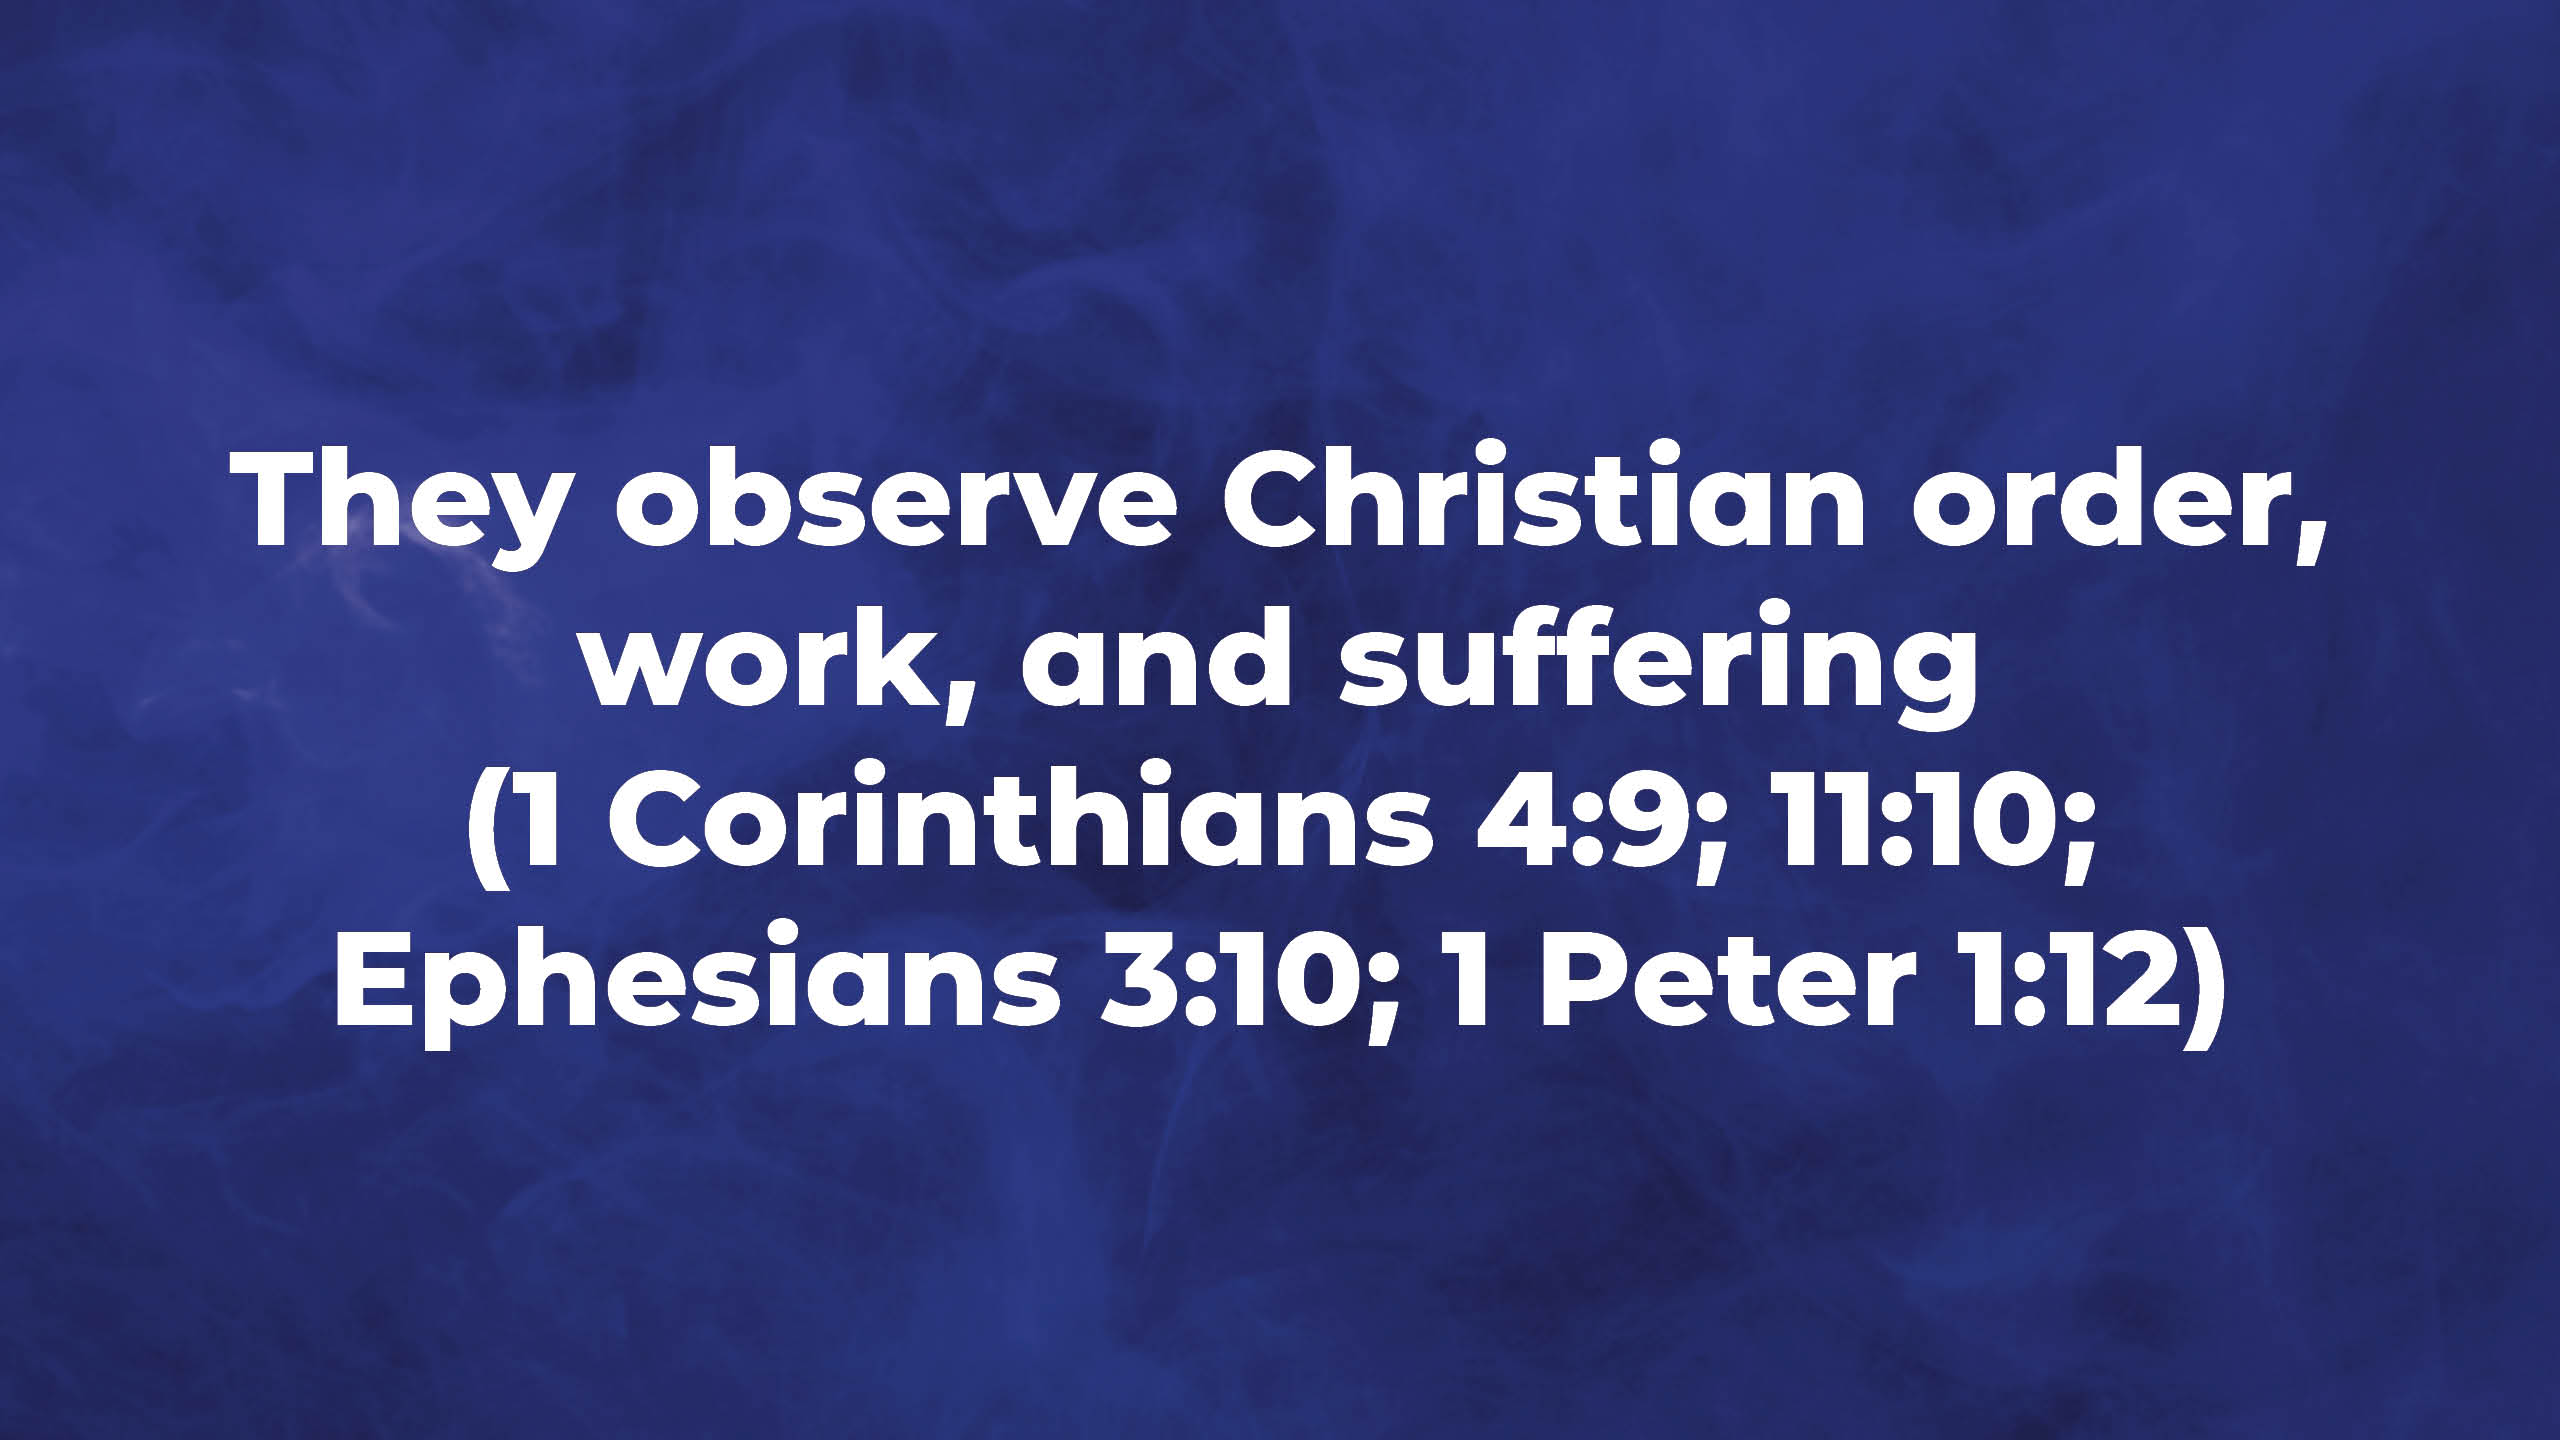 They observe Christian order,
work, and suffering
(1 Corinthians 4:9; 11:10;
Ephesians 3:10; 1 Peter 1:12)